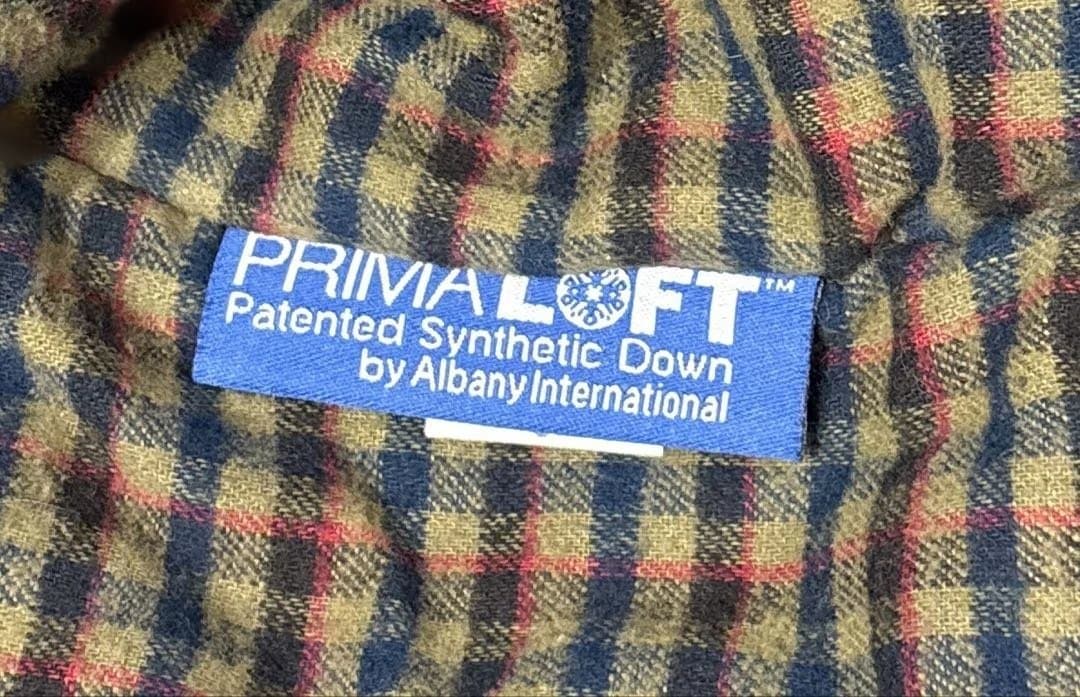 PRIMALOFT™
Patented Synthetic Down
by Albany International